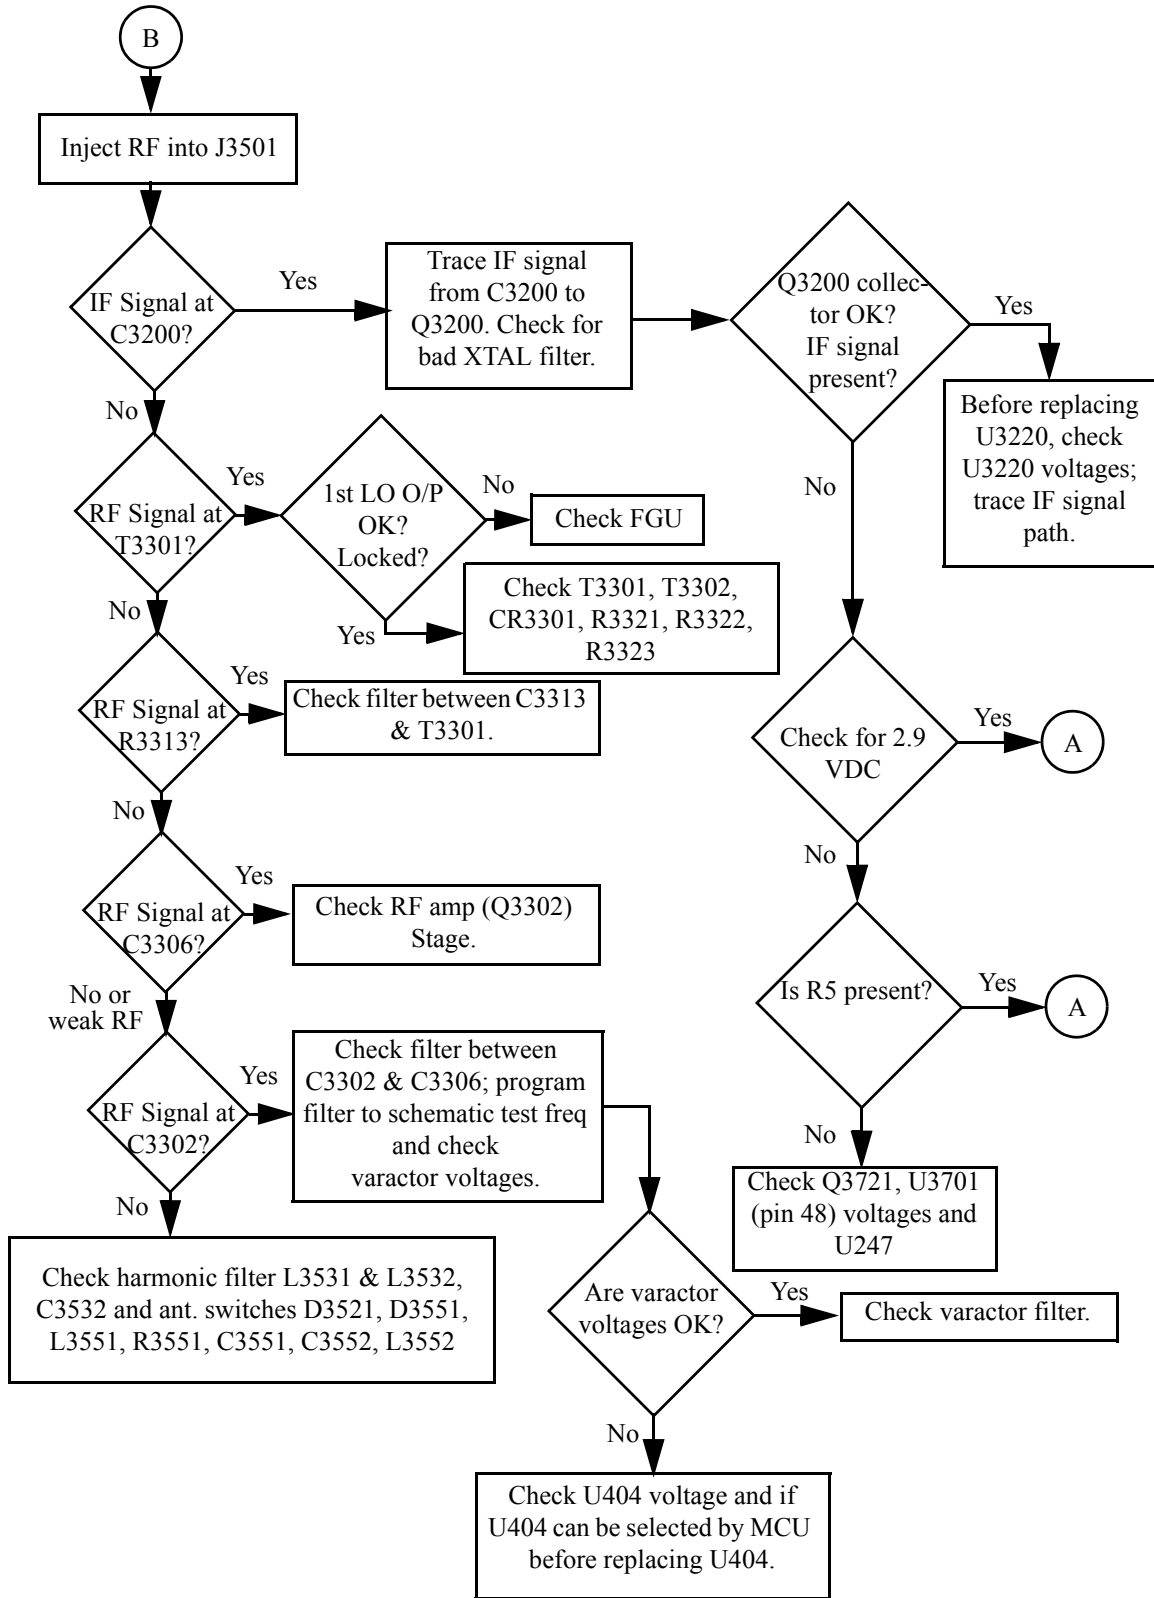 B
Inject RF into J3501
IF Signal at
C3200?
Yes
Trace IF signal
from C3200 to
Q3200. Check for
bad XTAL filter.
Q3200 collec-
tor OK?
IF signal
present?
Yes
Before replacing
U3220, check
U3220 voltages;
trace IF signal
path.
No
No
RF Signal at
T3301?
Yes
1st LO O/P
OK?
Locked?
No
Check FGU
Yes
Check T3301, T3302,
CR3301, R3321, R3322,
R3323
No
RF Signal at
R3313?
Yes
Check filter between C3313
& T3301.
Check for 2.9
VDC
Yes
A
No
No
RF Signal at
C3306?
Yes
Check RF amp (Q3302)
Stage.
Is R5 present?
Yes
A
No or
weak RF
RF Signal at
C3302?
Yes
Check filter between
C3302 & C3306; program
filter to schematic test freq
and check
varactor voltages.
No
Check Q3721, U3701
(pin 48) voltages and
U247
No
Check harmonic filter L3531 & L3532,
C3532 and ant. switches D3521, D3551,
L3551, R3551, C3551, C3552, L3552
Are varactor
voltages OK?
Yes
Check varactor filter.
No
Check U404 voltage and if
U404 can be selected by MCU
before replacing U404.